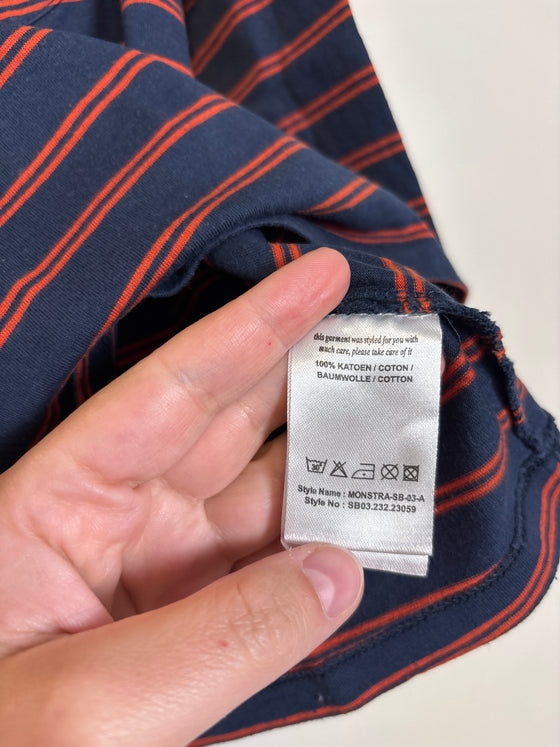 this garment was styled for you with
much care, please take care of it
100% KATOEN / COTON /
BAUMWOLLE / COTTON
30°
Style Name : MONSTRA-SB-03-A
Style No : SB03.232.23059